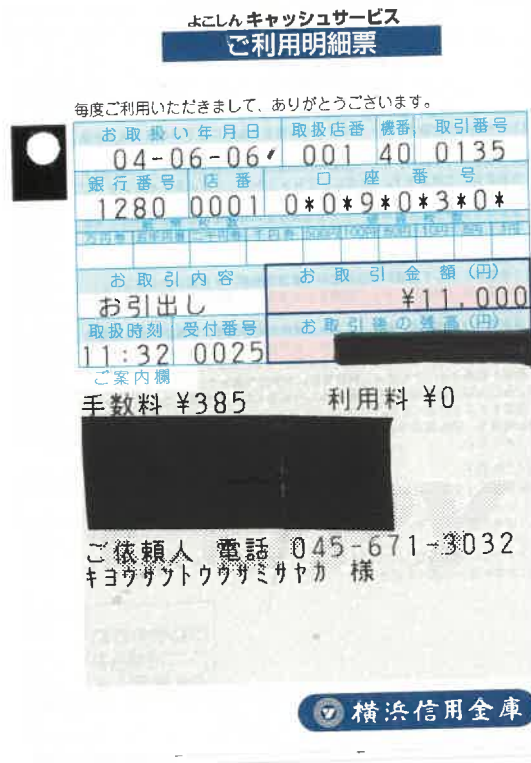 よこしんキャッシュサービス
ご利用明細票
毎度ご利用いただきまして、ありがとうございます。
お取扱い年月日 取扱店番 機番 取引番号
04-06-06 001 40 0135
銀行番号 店番 口座番号
1280 0001 0*0*9*0*3*0*
お取引内容 お取引金額(円)
お引出し ¥11,000
取扱時刻 受付番号 お取引後の残高(円)
11:32 0025
ご案内欄
手数料 ¥385 利用料 ¥0
ご依頼人 電話 045-671-3032
キヨウサントウウサミサヤカ 様
横浜信用金庫